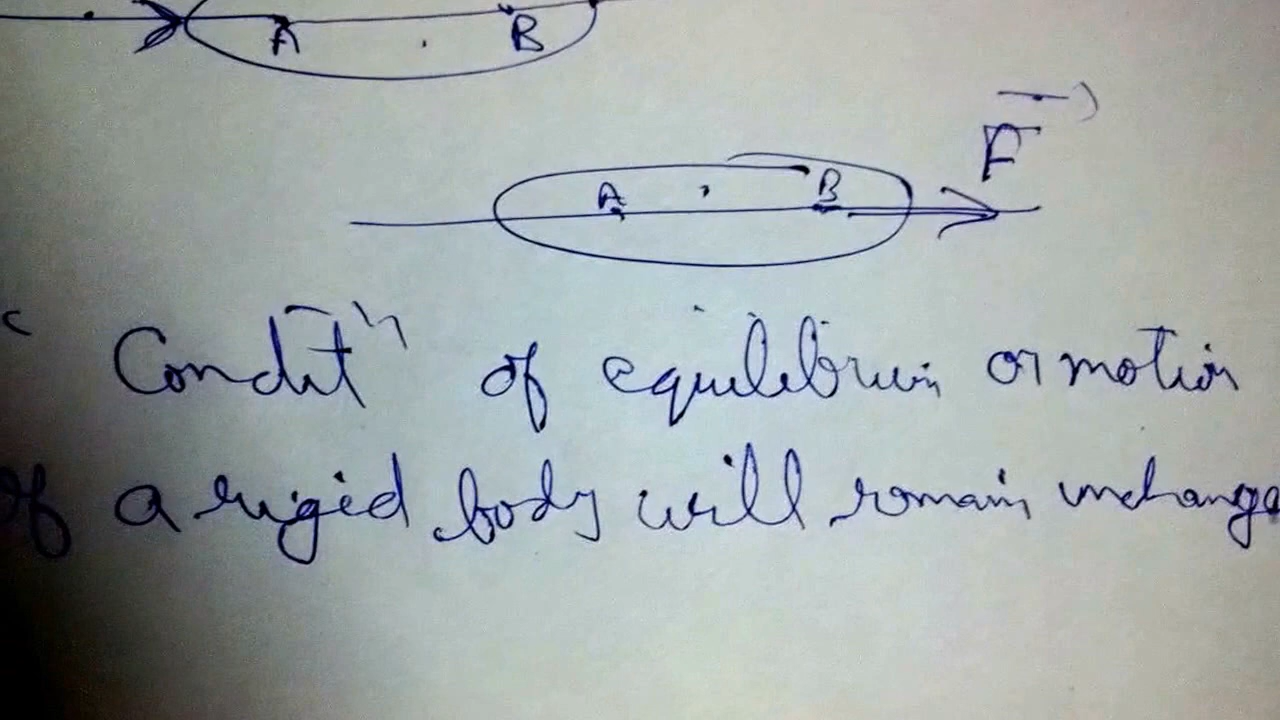 A B
F
A B
" Condit'n of equilibrium or motion
of a rigid body will remain unchange